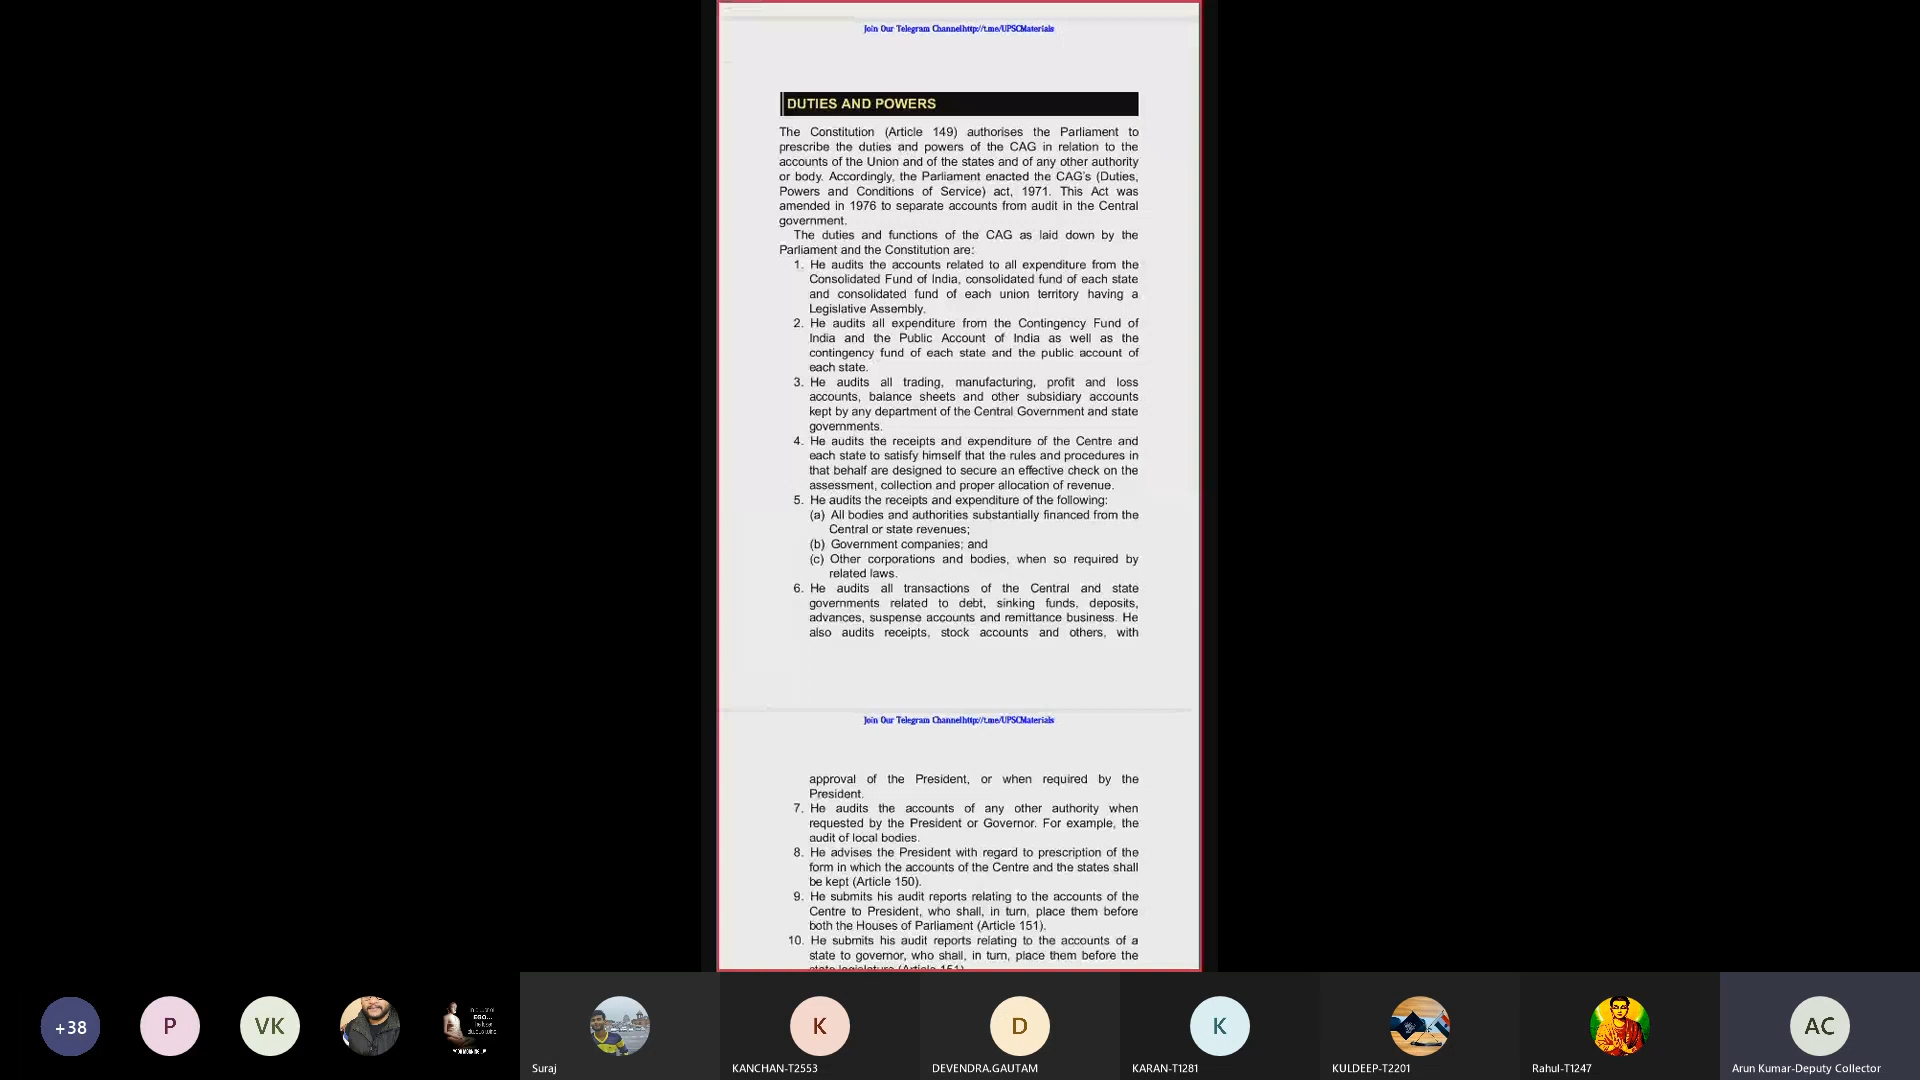 Join Our Telegram Channelhttp://t.me/UPSCMaterials
DUTIES AND POWERS
The Constitution (Article 149) authorises the Parliament to
prescribe the duties and powers of the CAG in relation to the
accounts of the Union and of the states and of any other authority
or body. Accordingly, the Parliament enacted the CAG's (Duties,
Powers and Conditions of Service) act, 1971. This Act was
amended in 1976 to separate accounts from audit in the Central
government.
The duties and functions of the CAG as laid down by the
Parliament and the Constitution are:
1. He audits the accounts related to all expenditure from the
Consolidated Fund of India, consolidated fund of each state
and consolidated fund of each union territory having a
Legislative Assembly.
2. He audits all expenditure from the Contingency Fund of
India and the Public Account of India as well as the
contingency fund of each state and the public account of
each state.
3. He audits all trading, manufacturing, profit and loss
accounts, balance sheets and other subsidiary accounts
kept by any department of the Central Government and state
governments.
4. He audits the receipts and expenditure of the Centre and
each state to satisfy himself that the rules and procedures in
that behalf are designed to secure an effective check on the
assessment, collection and proper allocation of revenue.
5. He audits the receipts and expenditure of the following:
(a) All bodies and authorities substantially financed from the
Central or state revenues;
(b) Government companies; and
(c) Other corporations and bodies, when so required by
related laws.
6. He audits all transactions of the Central and state
governments related to debt, sinking funds, deposits,
advances, suspense accounts and remittance business. He
also audits receipts, stock accounts and others, with
Join Our Telegram Channelhttp://t.me/UPSCMaterials
approval of the President, or when required by the
President.
7. He audits the accounts of any other authority when
requested by the President or Governor. For example, the
audit of local bodies.
8. He advises the President with regard to prescription of the
form in which the accounts of the Centre and the states shall
be kept (Article 150).
9. He submits his audit reports relating to the accounts of the
Centre to President, who shall, in turn, place them before
both the Houses of Parliament (Article 151).
10. He submits his audit reports relating to the accounts of a
state to governor, who shall, in turn, place them before the
state legislature (Article 151).
+38
P
VK
EGO...
Suraj
K
KANCHAN-T2553
D
DEVENDRA.GAUTAM
K
KARAN-T1281
KULDEEP-T2201
Rahul-T1247
AC
Arun Kumar-Deputy Collector